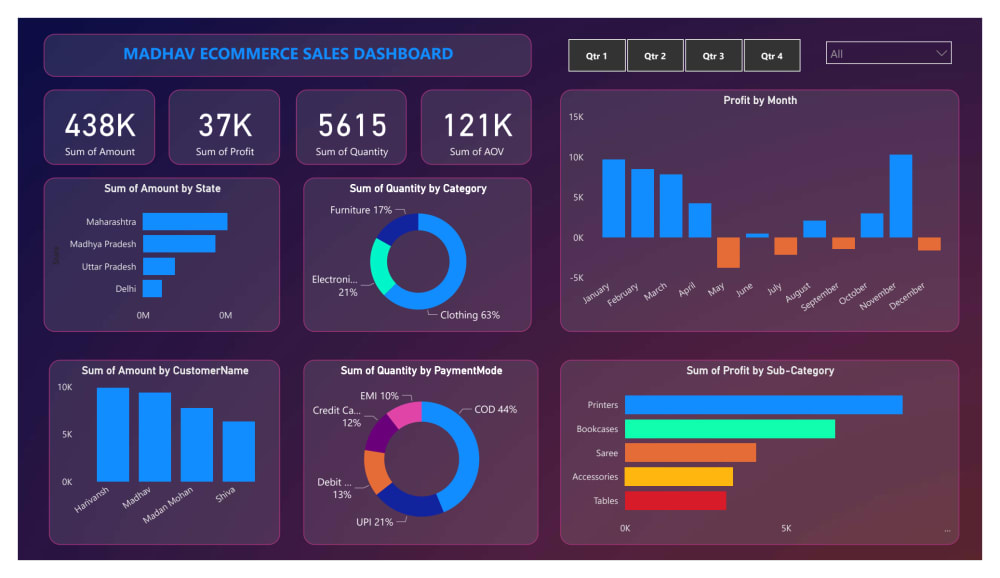 MADHAV ECOMMERCE SALES DASHBOARD
Qtr 1
Qtr 2
Qtr 3
Qtr 4
All
438K
Sum of Amount
37K
Sum of Profit
5615
Sum of Quantity
121K
Sum of AOV
Profit by Month
15K
10K
5K
0K
-5K
January
February
March
April
May
June
July
August
September
October
November
December
Sum of Amount by State
State
Maharashtra
Madhya Pradesh
Uttar Pradesh
Delhi
0M
0M
Sum of Quantity by Category
Furniture 17%
Electroni...
21%
Clothing 63%
Sum of Amount by CustomerName
10K
5K
0K
Harivansh
Madhav
Madan Mohan
Shiva
Sum of Quantity by PaymentMode
EMI 10%
COD 44%
Credit Ca...
12%
Debit ...
13%
UPI 21%
Sum of Profit by Sub-Category
Printers
Bookcases
Saree
Accessories
Tables
0K
5K
...